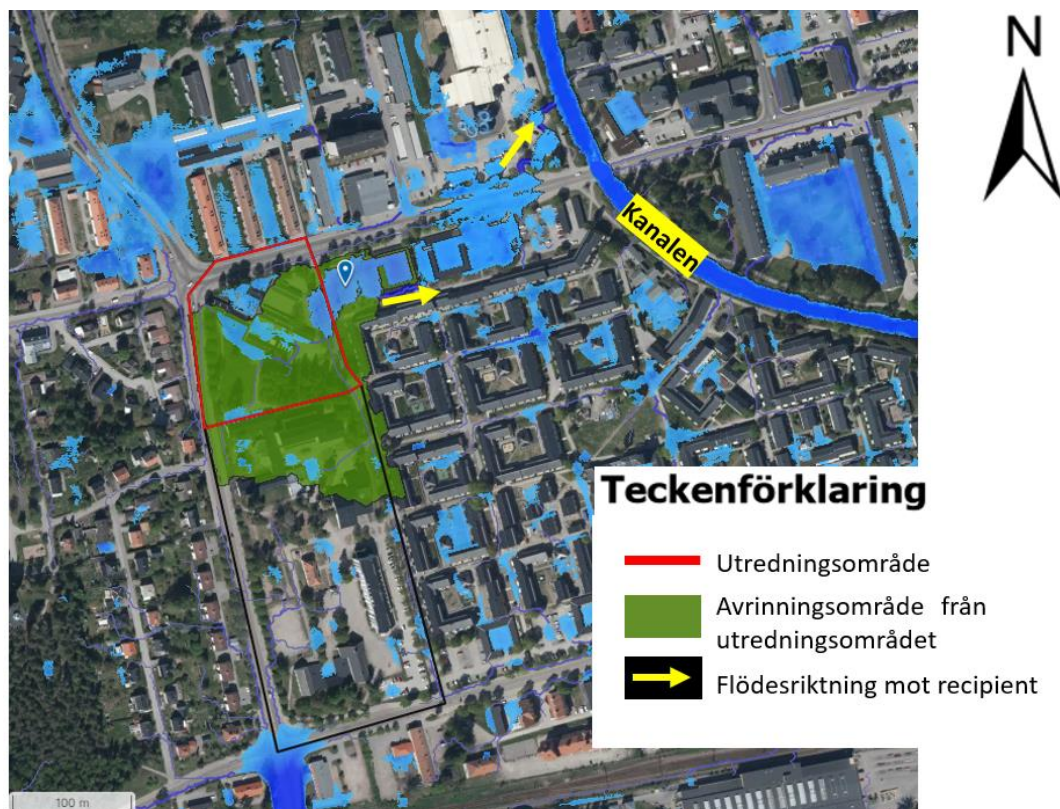 N
Kanalen
Teckenförklaring
Utredningsområde
Avrinningsområde från
utredningsområdet
Flödesriktning mot recipient
100 m